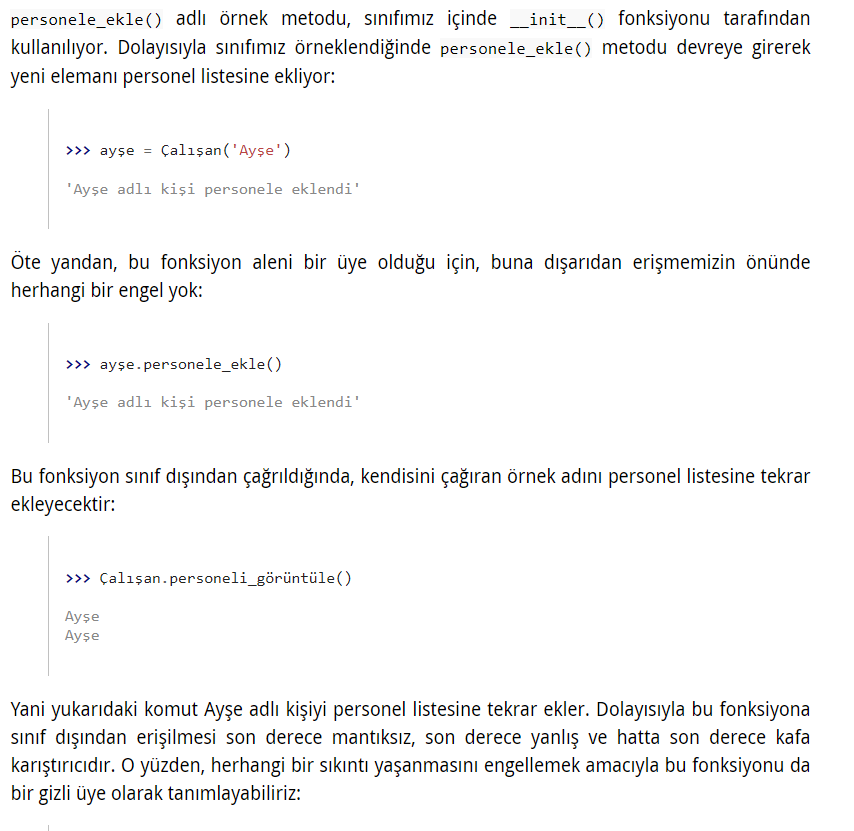 personele_ekle() adlı örnek metodu, sınıfımız içinde __init__() fonksiyonu tarafından
kullanılıyor. Dolayısıyla sınıfımız örneklendiğinde personele_ekle() metodu devreye girerek
yeni elemanı personel listesine ekliyor:
>>> ayşe = Çalışan('Ayşe')
'Ayşe adlı kişi personele eklendi'
Öte yandan, bu fonksiyon aleni bir üye olduğu için, buna dışarıdan erişmemizin önünde
herhangi bir engel yok:
>>> ayşe.personele_ekle()
'Ayşe adlı kişi personele eklendi'
Bu fonksiyon sınıf dışından çağrıldığında, kendisini çağıran örnek adını personel listesine tekrar
ekleyecektir:
>>> Çalışan.personeli_görüntüle()
Ayşe
Ayşe
Yani yukarıdaki komut Ayşe adlı kişiyi personel listesine tekrar ekler. Dolayısıyla bu fonksiyona
sınıf dışından erişilmesi son derece mantıksız, son derece yanlış ve hatta son derece kafa
karıştırıcıdır. O yüzden, herhangi bir sıkıntı yaşanmasını engellemek amacıyla bu fonksiyonu da
bir gizli üye olarak tanımlayabiliriz: